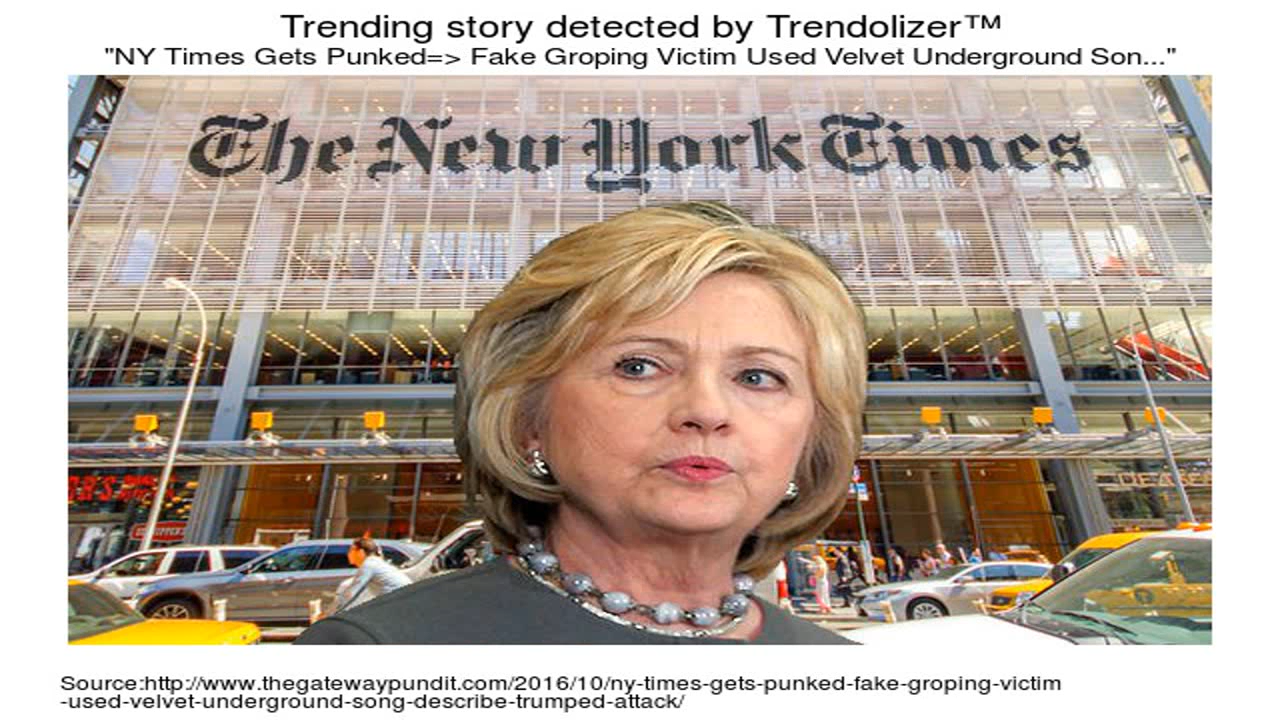 Trending story detected by Trendolizer™
"NY Times Gets Punked=> Fake Groping Victim Used Velvet Underground Son..."
The New York Times
Source:http://www.thegatewaypundit.com/2016/10/ny-times-gets-punked-fake-groping-victim
-used-velvet-underground-song-describe-trumped-attack/